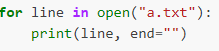 for line in open("a.txt"):
    print(line, end="")